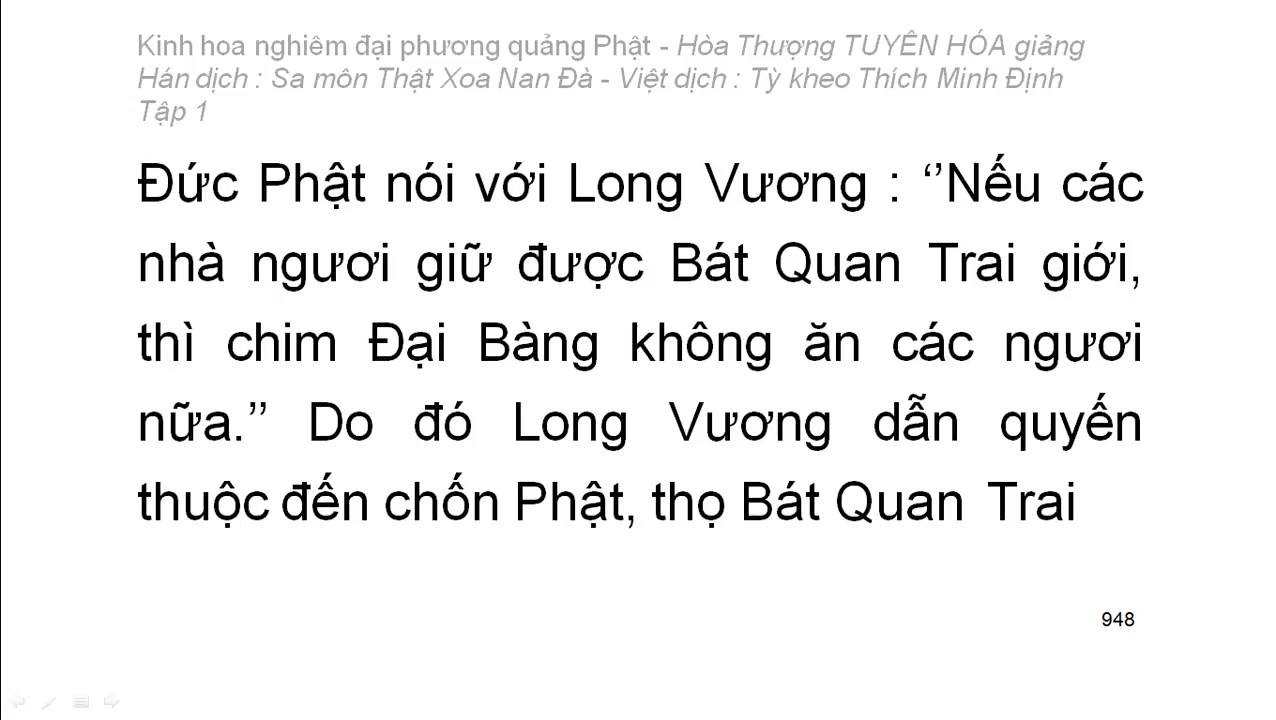 Kinh hoa nghiêm đại phương quảng Phật - Hòa Thượng TUYÊN HÓA giảng
Hán dịch : Sa môn Thật Xoa Nan Đà - Việt dịch : Tỳ kheo Thích Minh Định
Tập 1
Đức Phật nói với Long Vương : ‘’Nếu các
nhà ngươi giữ được Bát Quan Trai giới,
thì chim Đại Bàng không ăn các ngươi
nữa.’’ Do đó Long Vương dẫn quyến
thuộc đến chốn Phật, thọ Bát Quan Trai
948